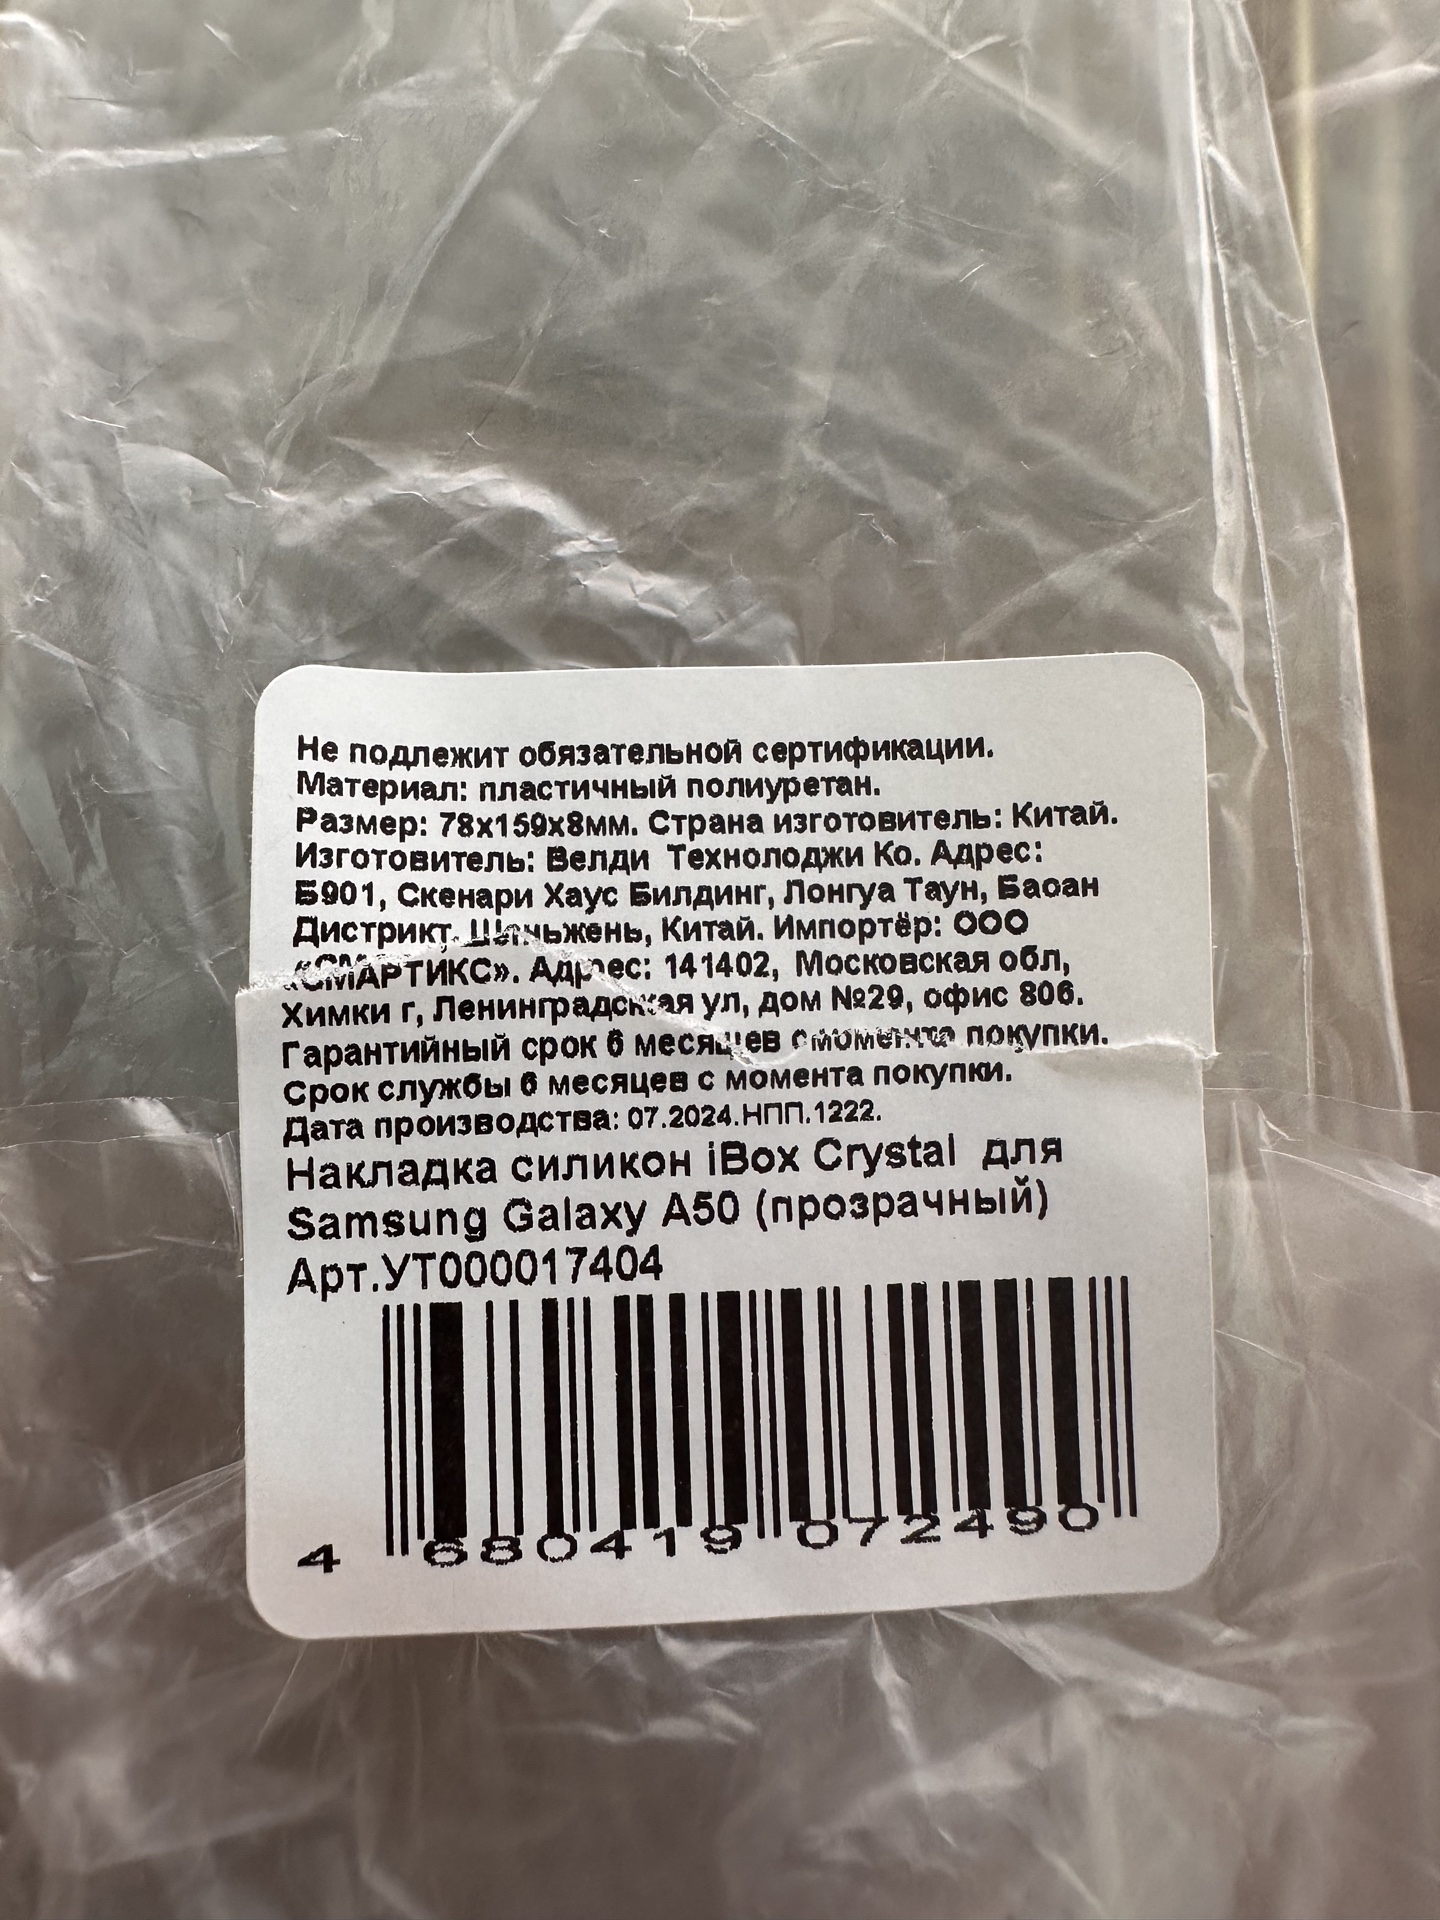 Не подлежит обязательной сертификации.
Материал: пластичный полиуретан.
Размер: 78х159х8мм. Страна изготовитель: Китай.
Изготовитель: Велди Технолоджи Ко. Адрес:
Б901, Скенари Хаус Билдинг, Лонгуа Таун, Баоан
Дистрикт, Шеньжень, Китай. Импортёр: ООО
«СМАРТИКС». Адрес: 141402, Московская обл,
Химки г, Ленинградская ул, дом №29, офис 806.
Гарантийный срок 6 месяцев с момента покупки.
Срок службы 6 месяцев с момента покупки.
Дата производства: 07.2024.НПП.1222.
Накладка силикон iBox Crystal для
Samsung Galaxy A50 (прозрачный)
Арт.УТ000017404
4 680419 072490